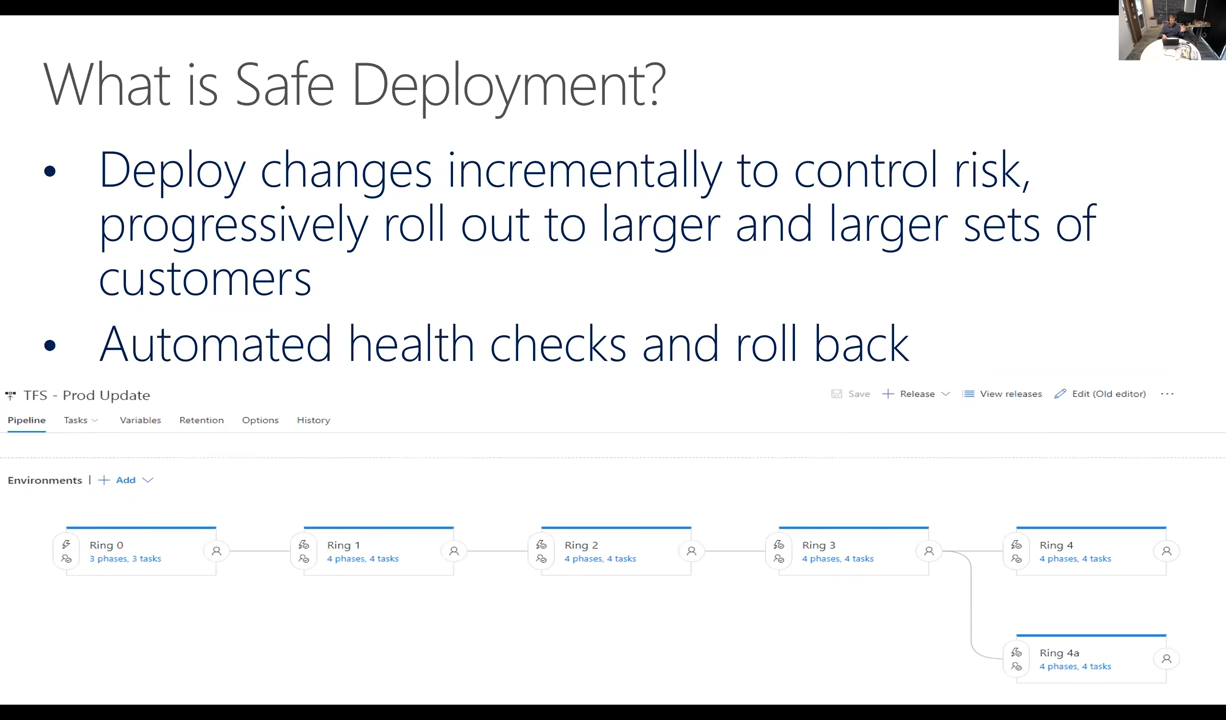 What is Safe Deployment?
• Deploy changes incrementally to control risk,
progressively roll out to larger and larger sets of
customers
• Automated health checks and roll back
TFS - Prod Update
Save + Release View releases Edit (Old editor) ...
Pipeline Tasks Variables Retention Options History
Environments | + Add
Ring 0
3 phases, 3 tasks
Ring 1
4 phases, 4 tasks
Ring 2
4 phases, 4 tasks
Ring 3
4 phases, 4 tasks
Ring 4
4 phases, 4 tasks
Ring 4a
4 phases, 4 tasks